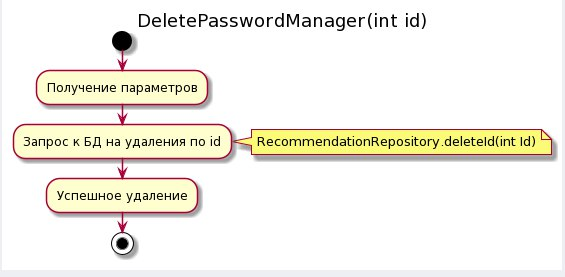 DeletePasswordManager(int id)
Получение параметров
Запрос к БД на удаления по id
RecommendationRepository.deleteId(int Id)
Успешное удаление